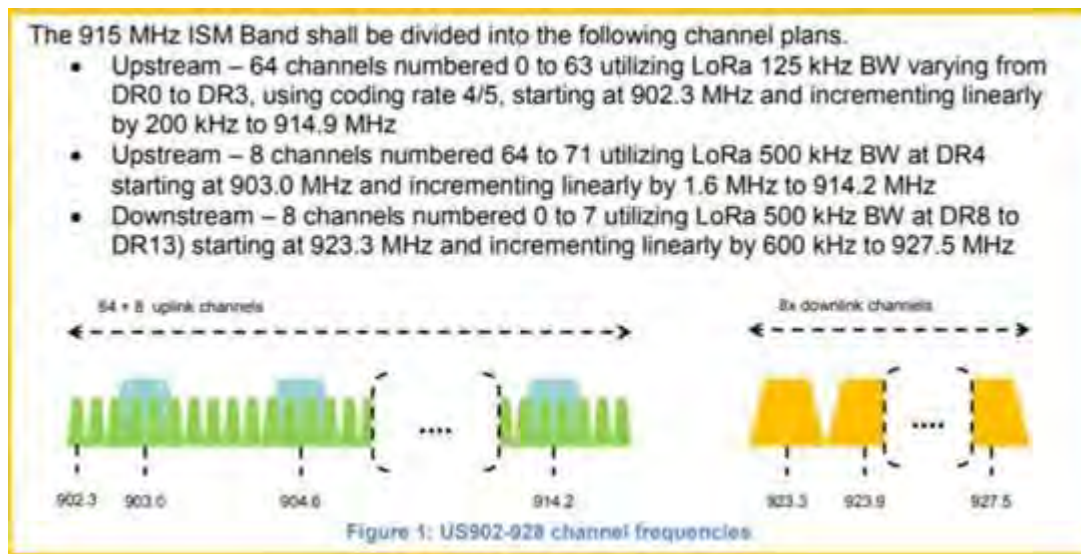 The 915 MHz ISM Band shall be divided into the following channel plans.
• Upstream – 64 channels numbered 0 to 63 utilizing LoRa 125 kHz BW varying from
DR0 to DR3, using coding rate 4/5, starting at 902.3 MHz and incrementing linearly
by 200 kHz to 914.9 MHz
• Upstream – 8 channels numbered 64 to 71 utilizing LoRa 500 kHz BW at DR4
starting at 903.0 MHz and incrementing linearly by 1.6 MHz to 914.2 MHz
• Downstream – 8 channels numbered 0 to 7 utilizing LoRa 500 kHz BW at DR8 to
DR13) starting at 923.3 MHz and incrementing linearly by 600 kHz to 927.5 MHz
64 + 8 uplink channels
8x downlink channels
.... ....
902.3 903.0 904.6 914.2 923.3 923.9 927.5
Figure 1: US902-928 channel frequencies